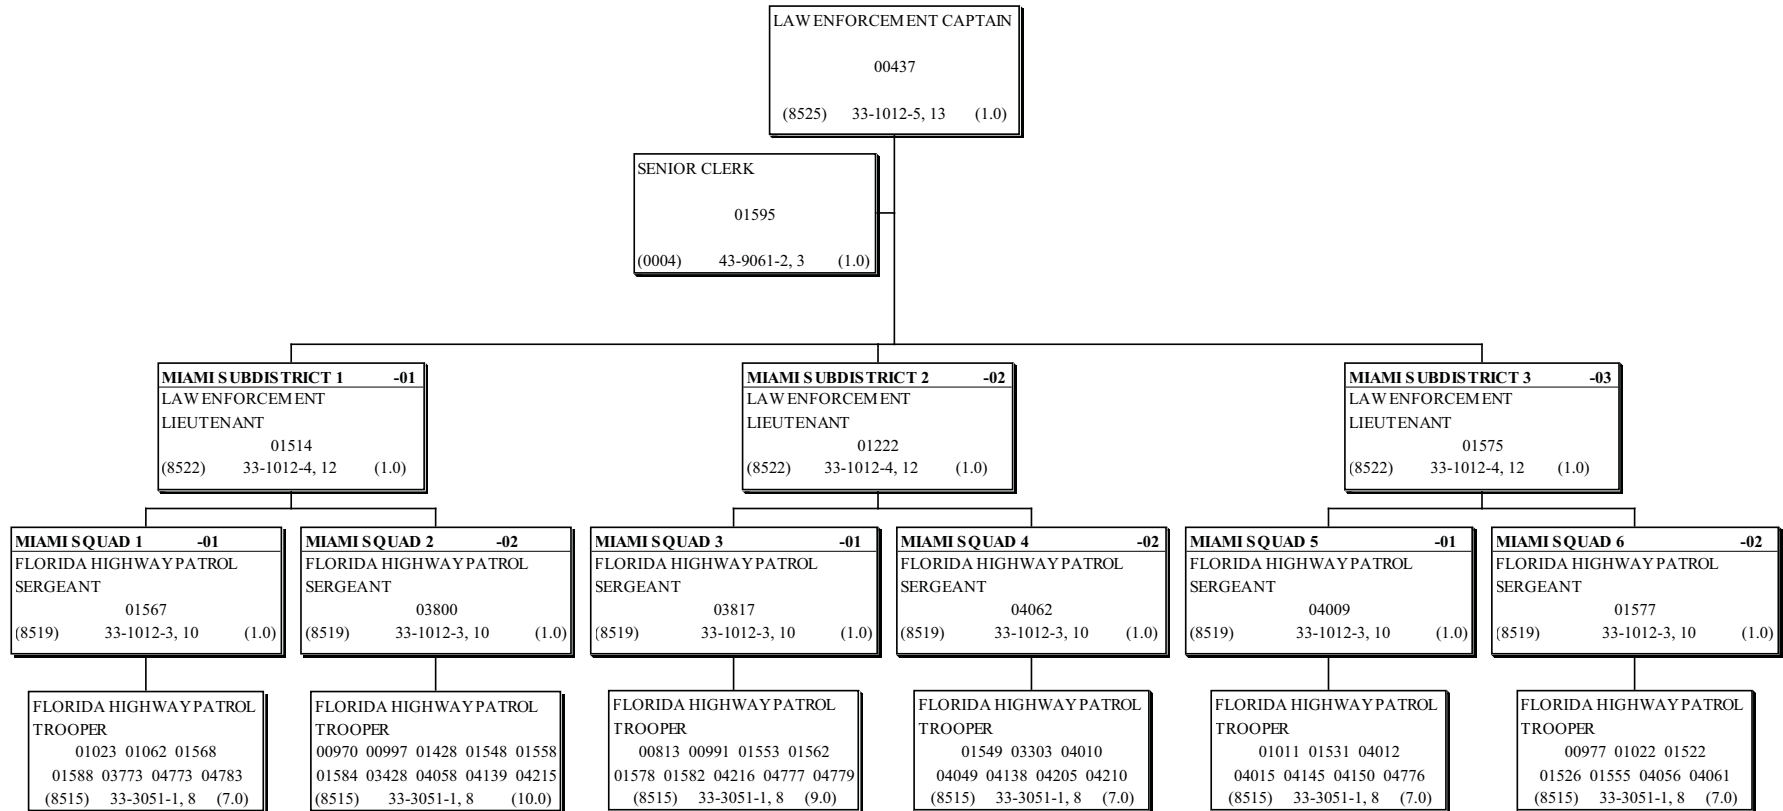 LAW ENFORCEMENT CAPTAIN
00437
(8525) 33-1012-5, 13 (1.0)
SENIOR CLERK
01595
(0004) 43-9061-2, 3 (1.0)
MIAMI SUBDISTRICT 1 -01
LAW ENFORCEMENT
LIEUTENANT
01514
(8522) 33-1012-4, 12 (1.0)
MIAMI SUBDISTRICT 2 -02
LAW ENFORCEMENT
LIEUTENANT
01222
(8522) 33-1012-4, 12 (1.0)
MIAMI SUBDISTRICT 3 -03
LAW ENFORCEMENT
LIEUTENANT
01575
(8522) 33-1012-4, 12 (1.0)
MIAMI SQUAD 1 -01
FLORIDA HIGHWAY PATROL
SERGEANT
01567
(8519) 33-1012-3, 10 (1.0)
MIAMI SQUAD 2 -02
FLORIDA HIGHWAY PATROL
SERGEANT
03800
(8519) 33-1012-3, 10 (1.0)
MIAMI SQUAD 3 -01
FLORIDA HIGHWAY PATROL
SERGEANT
03817
(8519) 33-1012-3, 10 (1.0)
MIAMI SQUAD 4 -02
FLORIDA HIGHWAY PATROL
SERGEANT
04062
(8519) 33-1012-3, 10 (1.0)
MIAMI SQUAD 5 -01
FLORIDA HIGHWAY PATROL
SERGEANT
04009
(8519) 33-1012-3, 10 (1.0)
MIAMI SQUAD 6 -02
FLORIDA HIGHWAY PATROL
SERGEANT
01577
(8519) 33-1012-3, 10 (1.0)
FLORIDA HIGHWAY PATROL
TROOPER
01023 01062 01568
01588 03773 04773 04783
(8515) 33-3051-1, 8 (7.0)
FLORIDA HIGHWAY PATROL
TROOPER
00970 00997 01428 01548 01558
01584 03428 04058 04139 04215
(8515) 33-3051-1, 8 (10.0)
FLORIDA HIGHWAY PATROL
TROOPER
00813 00991 01553 01562
01578 01582 04216 04777 04779
(8515) 33-3051-1, 8 (9.0)
FLORIDA HIGHWAY PATROL
TROOPER
01549 03303 04010
04049 04138 04205 04210
(8515) 33-3051-1, 8 (7.0)
FLORIDA HIGHWAY PATROL
TROOPER
01011 01531 04012
04015 04145 04150 04776
(8515) 33-3051-1, 8 (7.0)
FLORIDA HIGHWAY PATROL
TROOPER
00977 01022 01522
01526 01555 04056 04061
(8515) 33-3051-1, 8 (7.0)